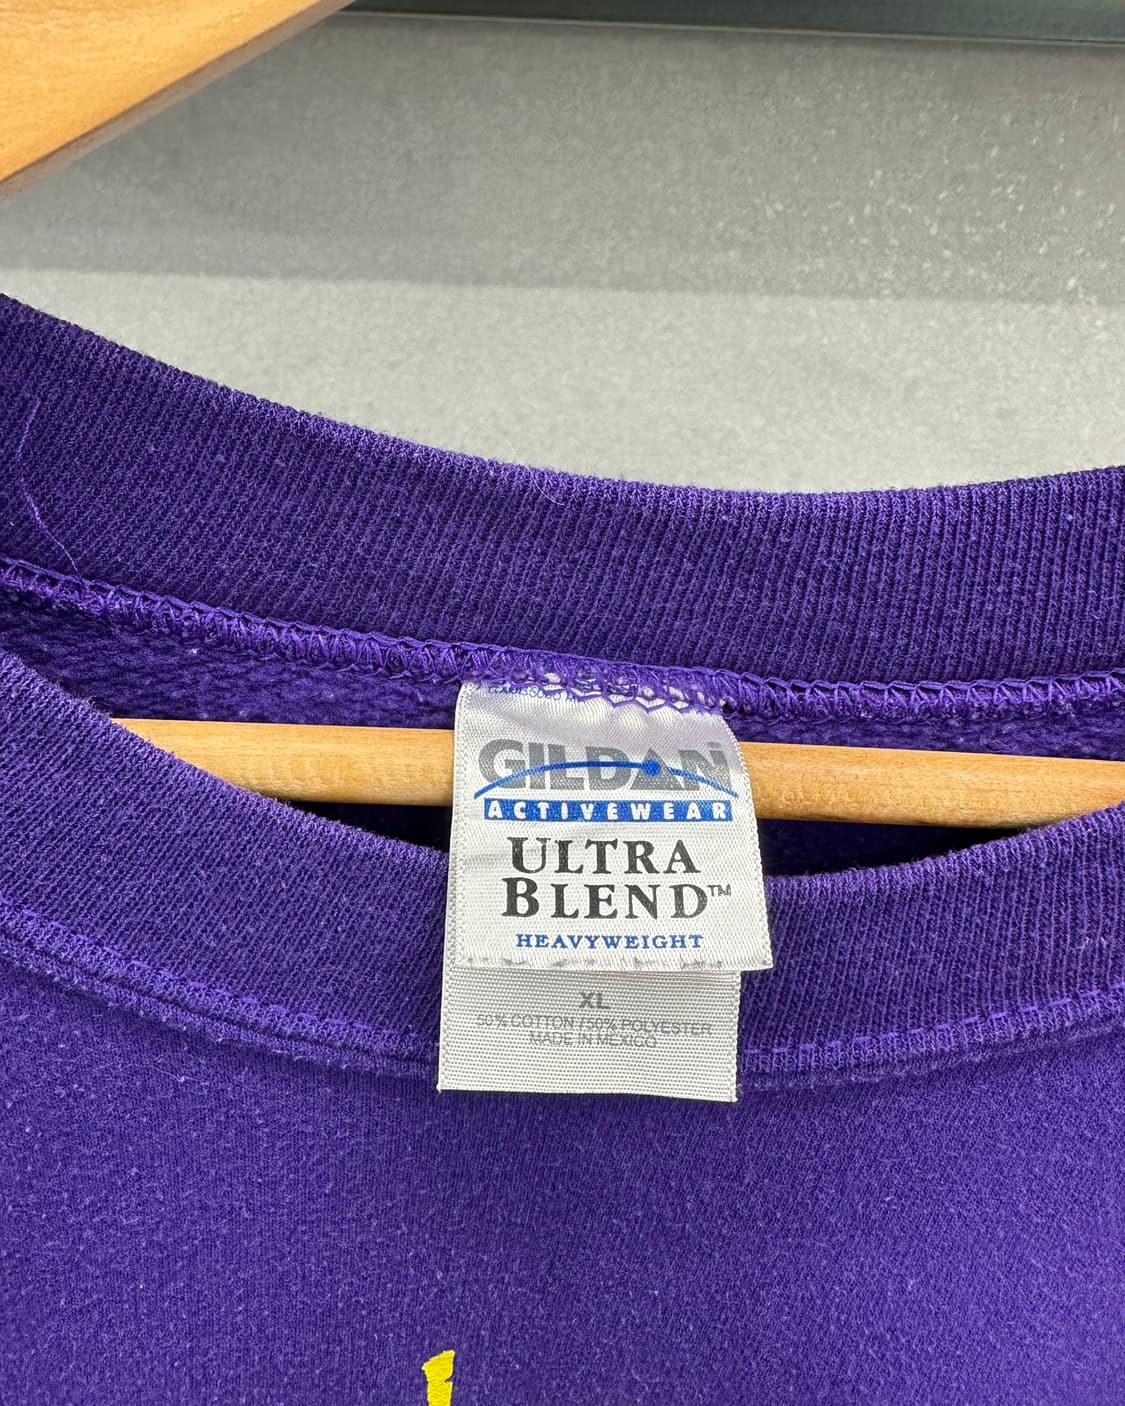 GILDAN
ACTIVEWEAR
ULTRA
BLEND™
HEAVYWEIGHT
XL
50% COTTON / 50% POLYESTER
MADE IN MEXICO